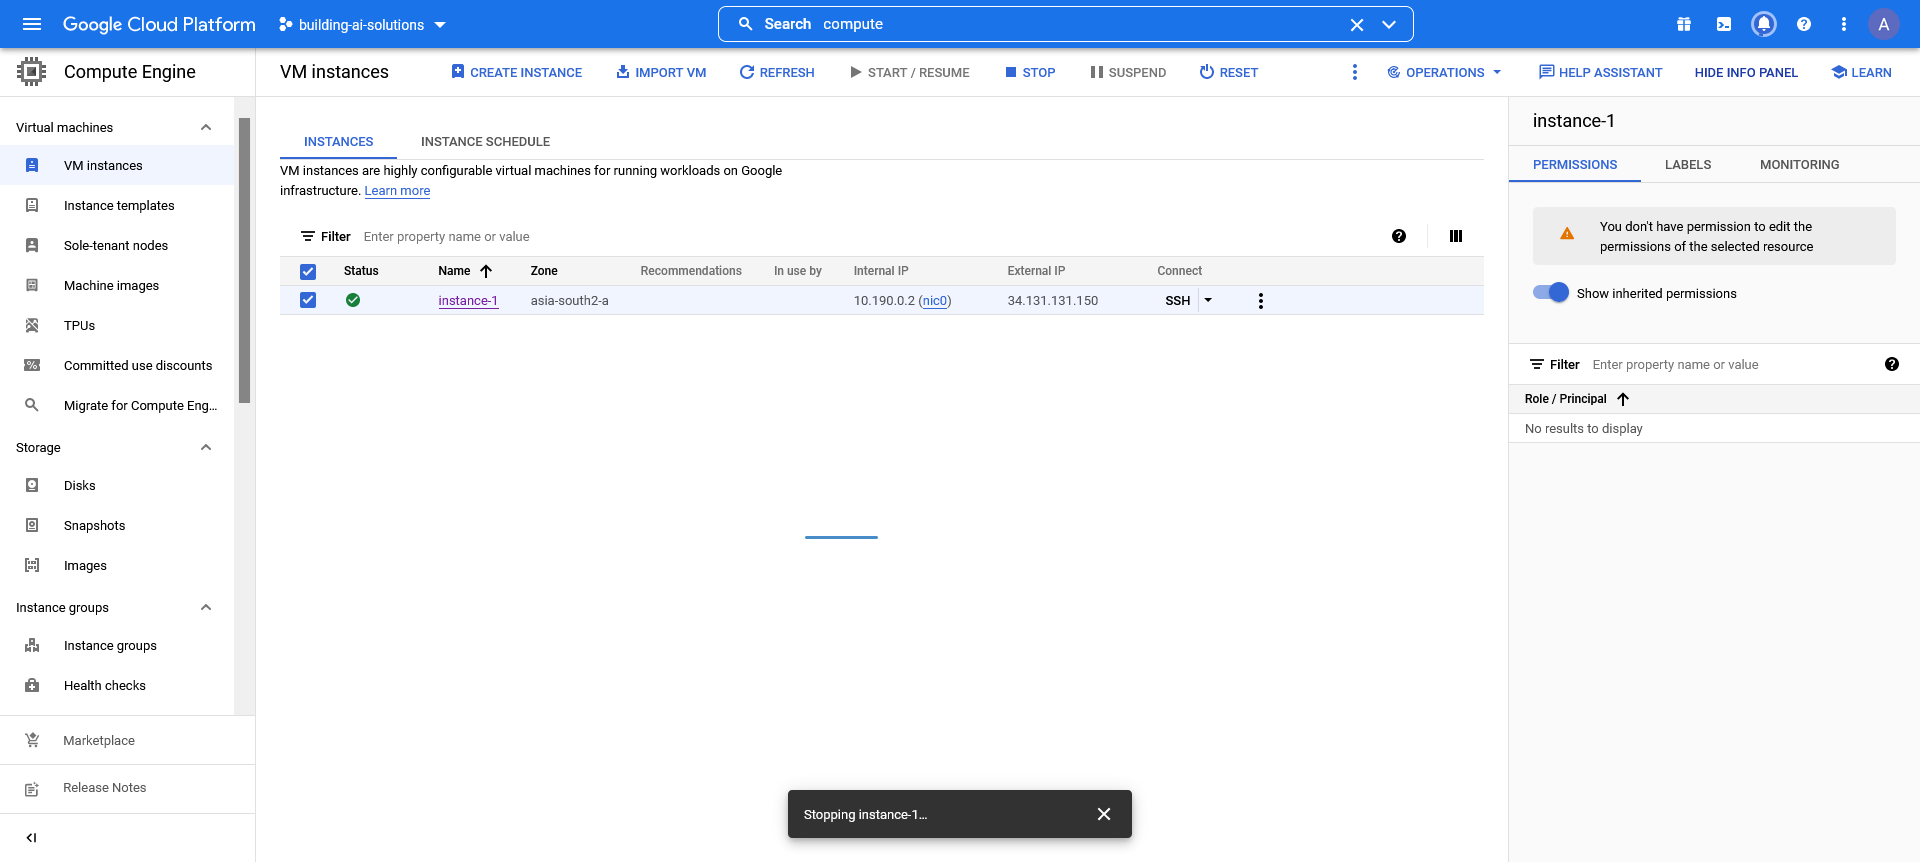 Google Cloud Platform
building-ai-solutions
Search compute
A
Compute Engine
VM instances
CREATE INSTANCE
IMPORT VM
REFRESH
START / RESUME
STOP
SUSPEND
RESET
OPERATIONS
HELP ASSISTANT
HIDE INFO PANEL
LEARN
Virtual machines
VM instances
Instance templates
Sole-tenant nodes
Machine images
TPUs
Committed use discounts
Migrate for Compute Eng...
Storage
Disks
Snapshots
Images
Instance groups
Instance groups
Health checks
Marketplace
Release Notes
INSTANCES
INSTANCE SCHEDULE
VM instances are highly configurable virtual machines for running workloads on Google
infrastructure. Learn more
Filter Enter property name or value
Status Name Zone Recommendations In use by Internal IP External IP Connect
instance-1 asia-south2-a 10.190.0.2 (nic0) 34.131.131.150 SSH
Stopping instance-1...
instance-1
PERMISSIONS
LABELS
MONITORING
You don't have permission to edit the
permissions of the selected resource
Show inherited permissions
Filter Enter property name or value
Role / Principal
No results to display